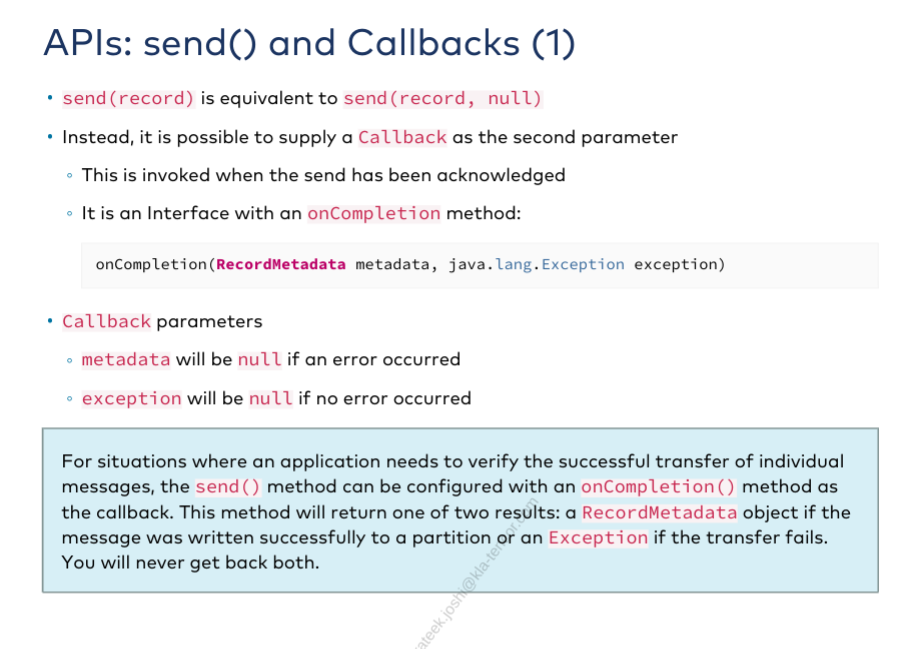 APIs: send() and Callbacks (1)
• send(record) is equivalent to send(record, null)
• Instead, it is possible to supply a Callback as the second parameter
◦ This is invoked when the send has been acknowledged
◦ It is an Interface with an onCompletion method:
onCompletion(RecordMetadata metadata, java.lang.Exception exception)
• Callback parameters
◦ metadata will be null if an error occurred
◦ exception will be null if no error occurred
For situations where an application needs to verify the successful transfer of individual
messages, the send() method can be configured with an onCompletion() method as
the callback. This method will return one of two results: a RecordMetadata object if the
message was written successfully to a partition or an Exception if the transfer fails.
You will never get back both.